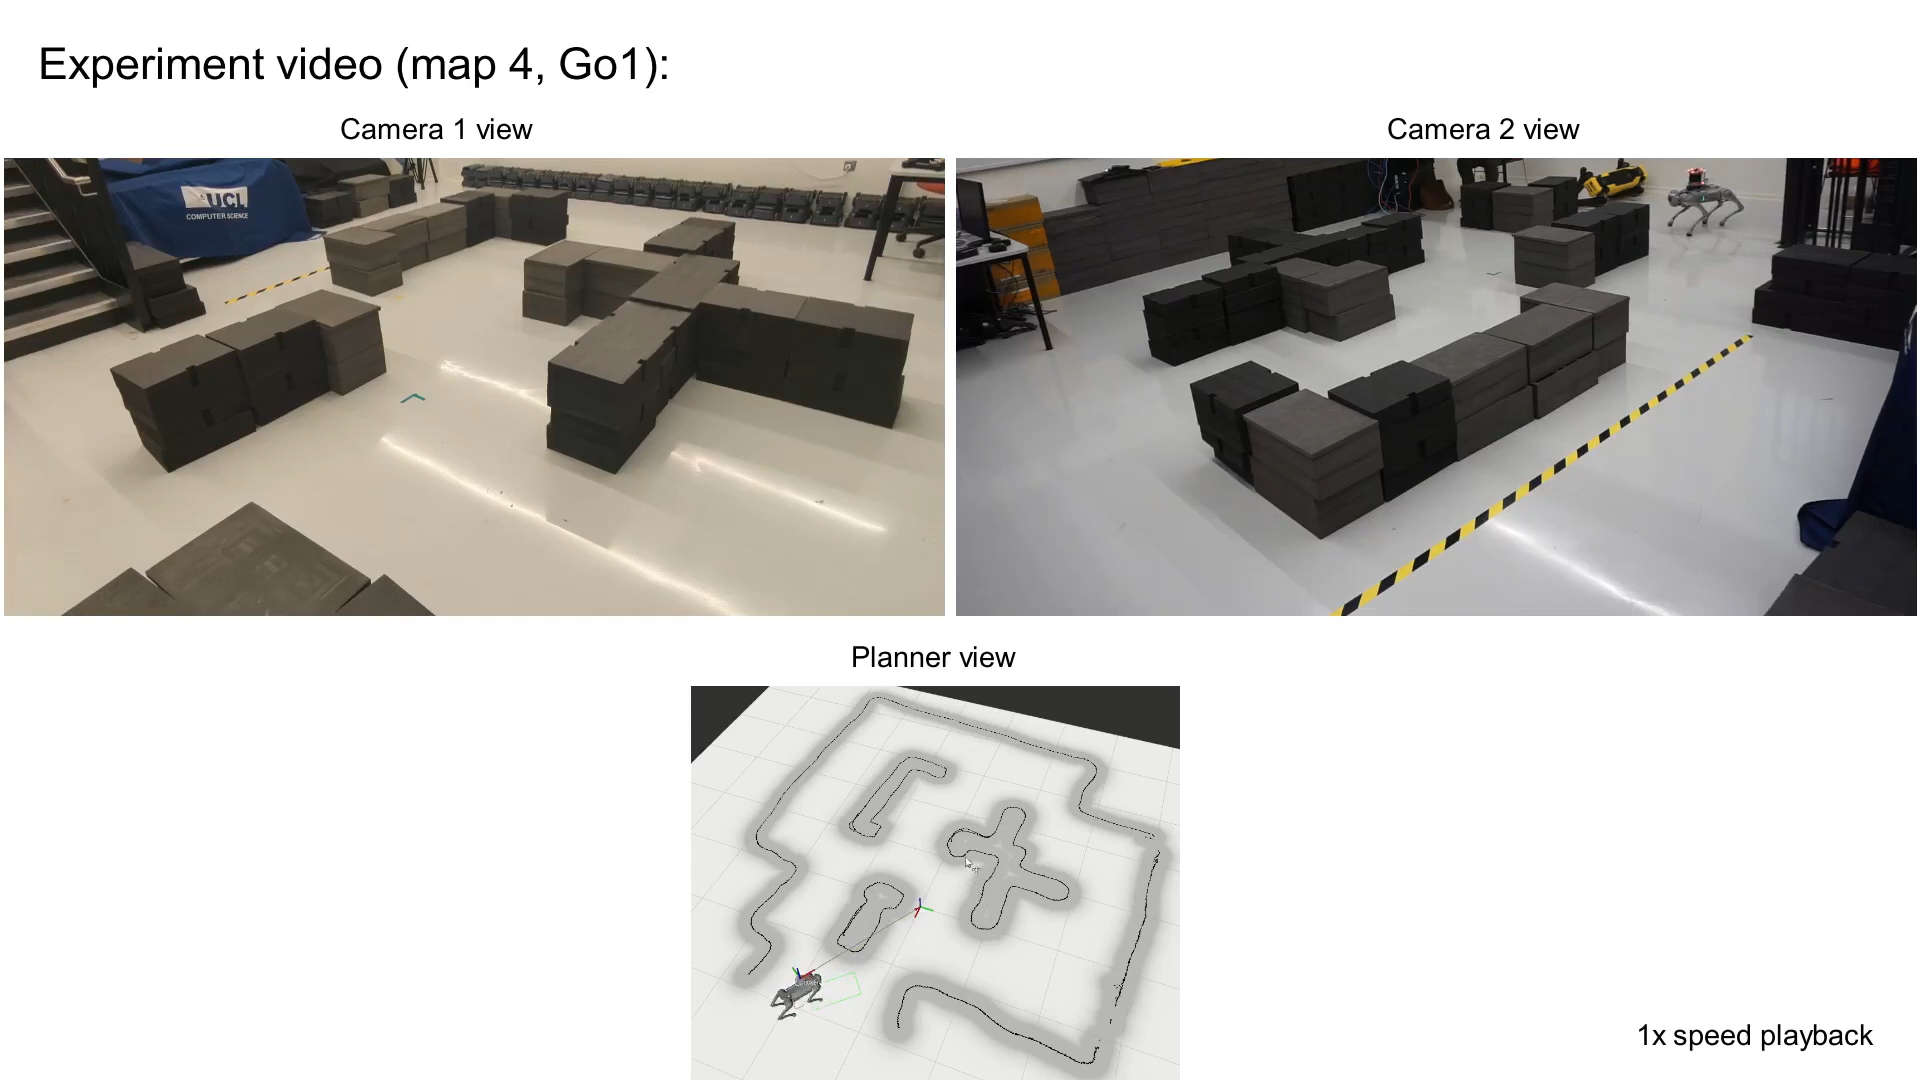 Experiment video (map 4, Go1):
Camera 1 view
Camera 2 view
UCL
COMPUTER SCIENCE
Planner view
1x speed playback